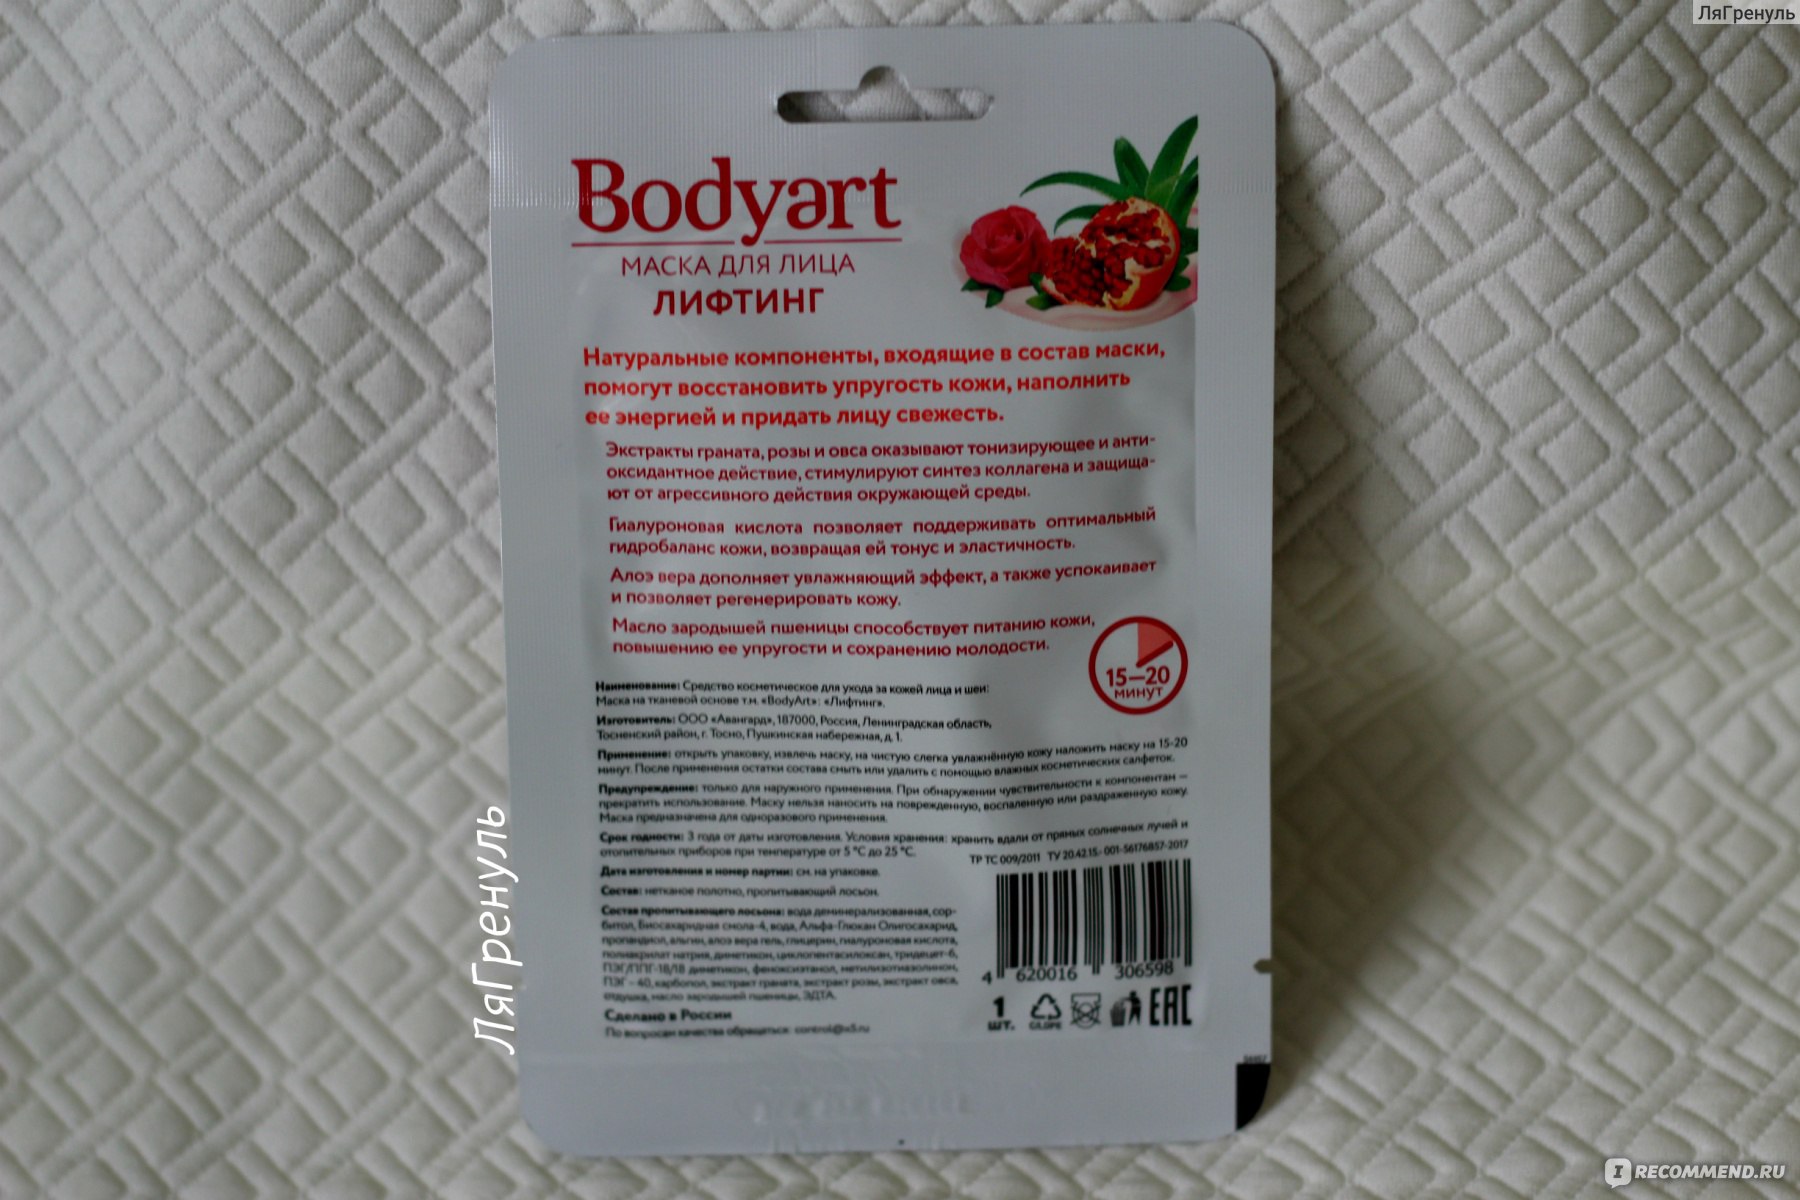 ЛяГренуль
Bodyart
МАСКА ДЛЯ ЛИЦА
ЛИФТИНГ
Натуральные компоненты, входящие в состав маски,
помогут восстановить упругость кожи, наполнить
ее энергией и придать лицу свежесть.
Экстракты граната, розы и овса оказывают тонизирующее и анти-
оксидантное действие, стимулируют синтез коллагена и защища-
ют от агрессивного действия окружающей среды.
Гиалуроновая кислота позволяет поддерживать оптимальный
гидробаланс кожи, возвращая ей тонус и эластичность.
Алоэ вера дополняет увлажняющий эффект, а также успокаивает
и позволяет регенерировать кожу.
Масло зародышей пшеницы способствует питанию кожи,
повышению ее упругости и сохранению молодости.
15—20
МИНУТ
Наименование: Средство косметическое для ухода за кожей лица и шеи:
Маска на тканевой основе т.м. «BodyArt»: «Лифтинг».
Изготовитель: ООО «Авангард», 187000, Россия, Ленинградская область,
Тосненский район, г. Тосно, Пушкинская набережная, д. 1.
Применение: открыть упаковку, извлечь маску, на чистую слегка увлажнённую кожу наложить маску на 15-20
минут. После применения остатки состава смыть или удалить с помощью влажных косметических салфеток.
Предупреждение: только для наружного применения. При обнаружении чувствительности к компонентам —
прекратить использование. Маску нельзя наносить на поврежденную, воспаленную или раздраженную кожу.
Маска предназначена для одноразового применения.
Срок годности: 3 года от даты изготовления. Условия хранения: хранить вдали от прямых солнечных лучей и
отопительных приборов при температуре от 5 °С до 25 °С.
ТР ТС 009/2011 ТУ 20.42.15.-001-56176857-2017
Дата изготовления и номер партии: см. на упаковке.
Состав: нетканое полотно, пропитывающий лосьон.
Состав пропитывающего лосьона: вода деминерализованная, сор-
битол, Биосахаридная смола-4, вода, Альфа-Глюкан Олигосахарид,
пропандиол, альгин, алоэ вера гель, глицерин, гиалуроновая кислота,
полиакрилат натрия, диметикон, циклопентасилоксан, тридецет-6,
ПЭГ/ППГ-18/18 диметикон, феноксиэтанол, метилизотиазолинон,
ПЭГ – 40, карбопол, экстракт граната, экстракт розы, экстракт овса,
отдушка, масло зародышей пшеницы, ЭДТА.
Сделано в России
По вопросам качества обращаться: control@x5.ru
4 620016 306598
1
шт.
EAC
ЛяГренуль
IRECOMMEND.RU